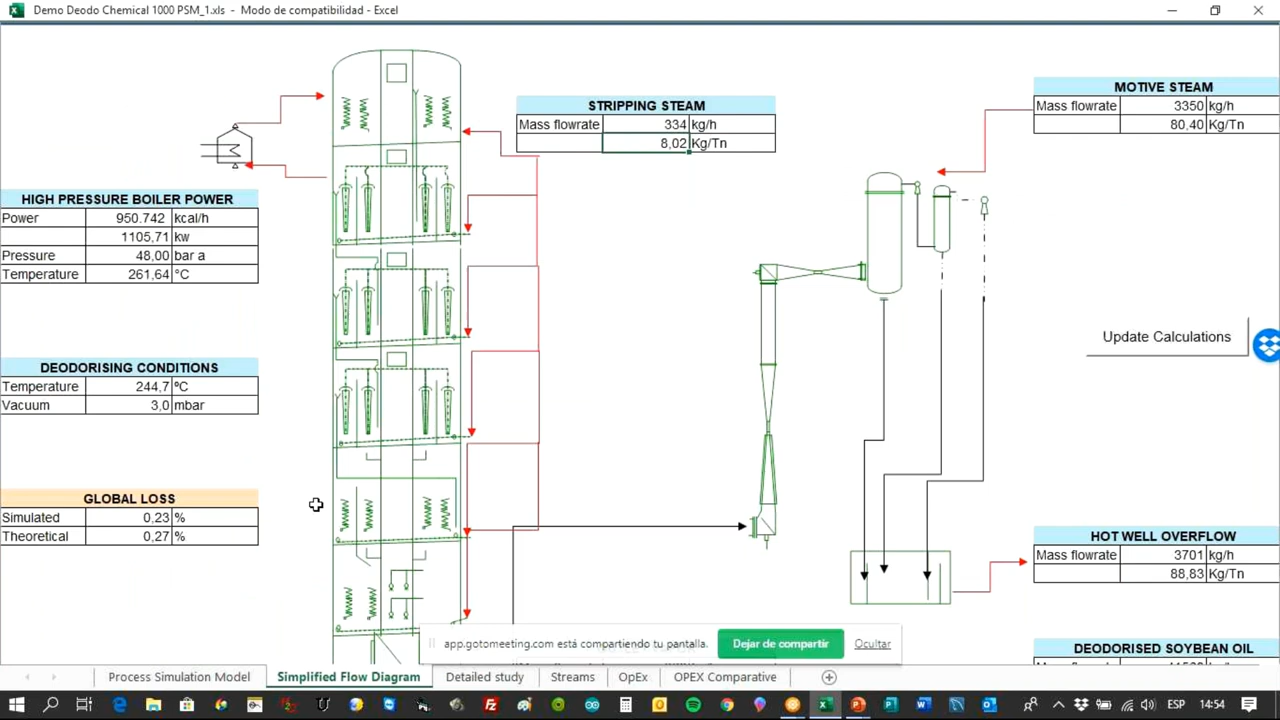 Demo Deodo Chemical 1000 PSM_1.xls - Modo de compatibilidad - Excel
STRIPPING STEAM
Mass flowrate 334 kg/h
8,02 Kg/Tn
MOTIVE STEAM
Mass flowrate 3350 kg/h
80,40 Kg/Tn
HIGH PRESSURE BOILER POWER
Power 950.742 kcal/h
1105,71 kw
Pressure 48,00 bar a
Temperature 261,64 °C
Update Calculations
DEODORISING CONDITIONS
Temperature 244,7 ºC
Vacuum 3,0 mbar
GLOBAL LOSS
Simulated 0,23 %
Theoretical 0,27 %
HOT WELL OVERFLOW
Mass flowrate 3701 kg/h
88,83 Kg/Tn
DEODORISED SOYBEAN OIL
app.gotomeeting.com está compartiendo tu pantalla. Dejar de compartir Ocultar
Process Simulation Model Simplified Flow Diagram Detailed study Streams OpEx OPEX Comparative
ESP 14:54